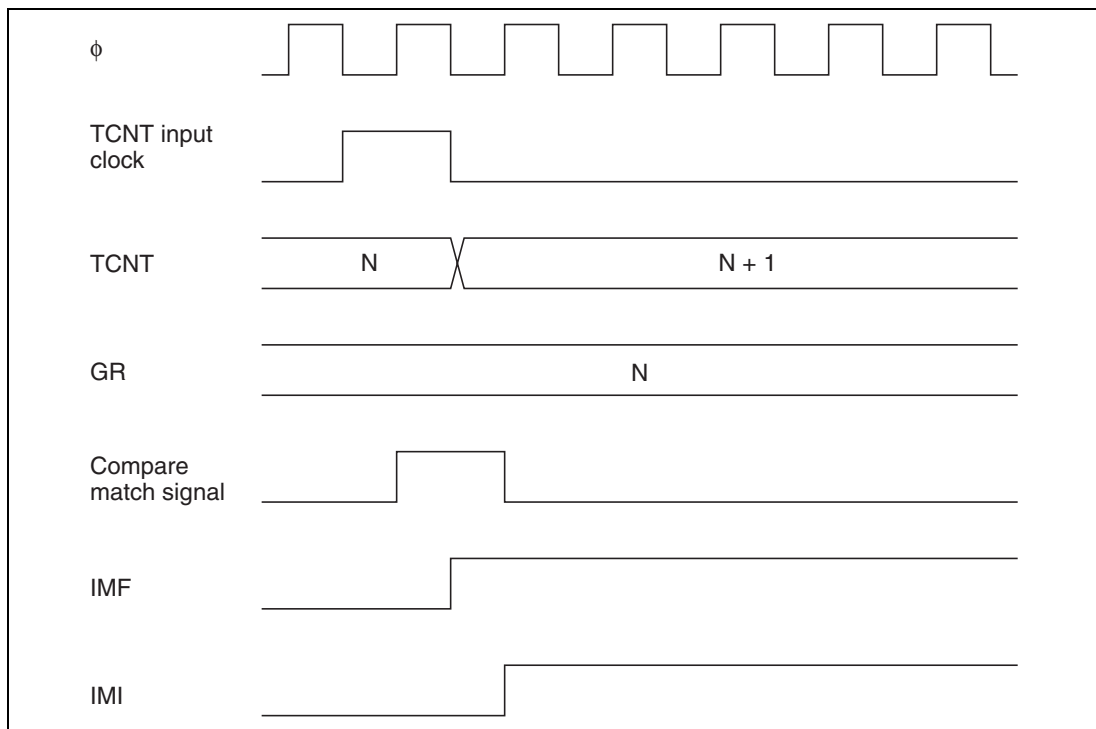 ϕ
TCNT input
clock
TCNT
N
N + 1
GR
N
Compare
match signal
IMF
IMI